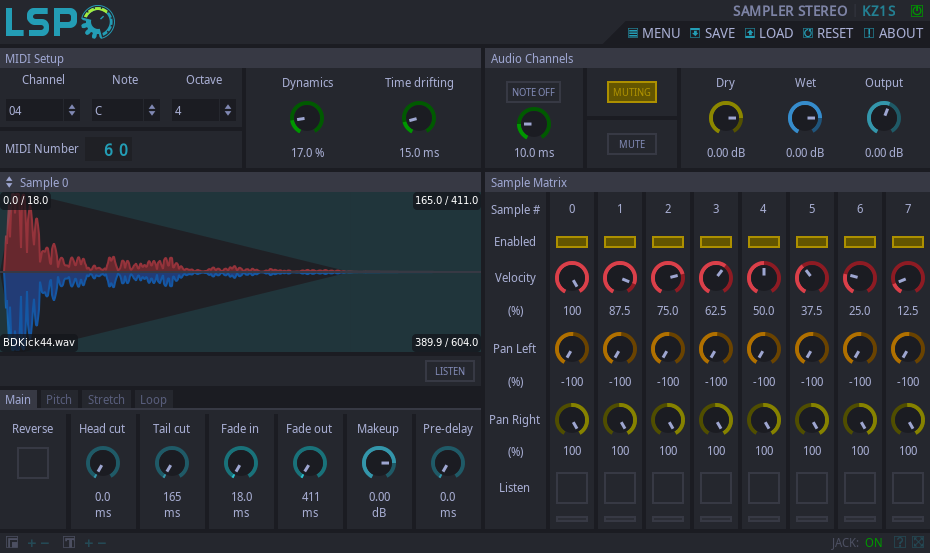 LSP
SAMPLER STEREO KZ1S
MENU SAVE LOAD RESET ABOUT
MIDI Setup
Channel Note Octave
04 C 4
MIDI Number 60
Dynamics Time drifting
17.0 % 15.0 ms
Audio Channels
NOTE OFF
10.0 ms
MUTING
MUTE
Dry Wet Output
0.00 dB 0.00 dB 0.00 dB
Sample 0
0.0 / 18.0 165.0 / 411.0
BDKick44.wav 389.9 / 604.0
LISTEN
Main Pitch Stretch Loop
Reverse Head cut Tail cut Fade in Fade out Makeup Pre-delay
0.0 165 18.0 411 0.00 0.0
ms ms ms ms dB ms
Sample Matrix
Sample # 0 1 2 3 4 5 6 7
Enabled
Velocity
(%) 100 87.5 75.0 62.5 50.0 37.5 25.0 12.5
Pan Left
(%) -100 -100 -100 -100 -100 -100 -100 -100
Pan Right
(%) 100 100 100 100 100 100 100 100
Listen
JACK: ON ?